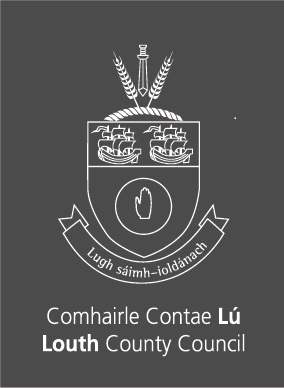 Lugh sáimh-ioldánach
Comhairle Contae Lú
Louth County Council